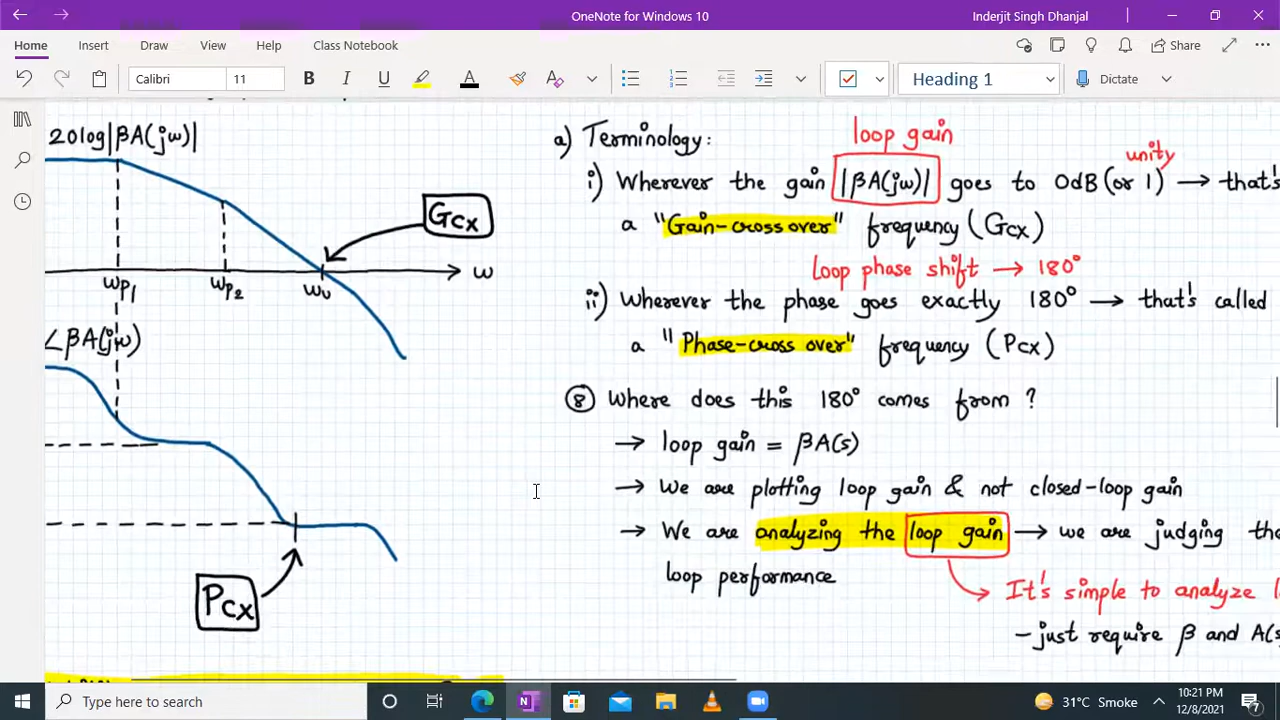 OneNote for Windows 10
Inderjit Singh Dhanjal
Home Insert Draw View Help Class Notebook
Share
Calibri 11 B I U A Heading 1 Dictate
20log|βA(jω)|
Gcx
ωp1 ωp2 ωu ω
∠βA(jω)
Pcx
a) Terminology:
loop gain
unity
i) Wherever the gain |βA(jω)| goes to 0dB (or 1) → that's
a "Gain-cross over" frequency (Gcx)
Loop phase shift → 180°
ii) Wherever the phase goes exactly 180° → that's called
a "Phase-cross over" frequency (Pcx)
⑧ Where does this 180° comes from ?
→ loop gain = βA(s)
→ We are plotting loop gain & not closed-loop gain
→ We are analyzing the loop gain → we are judging the
loop performance
It's simple to analyze
- just require β and A(s
Type here to search
31°C Smoke
10:21 PM
12/8/2021
7